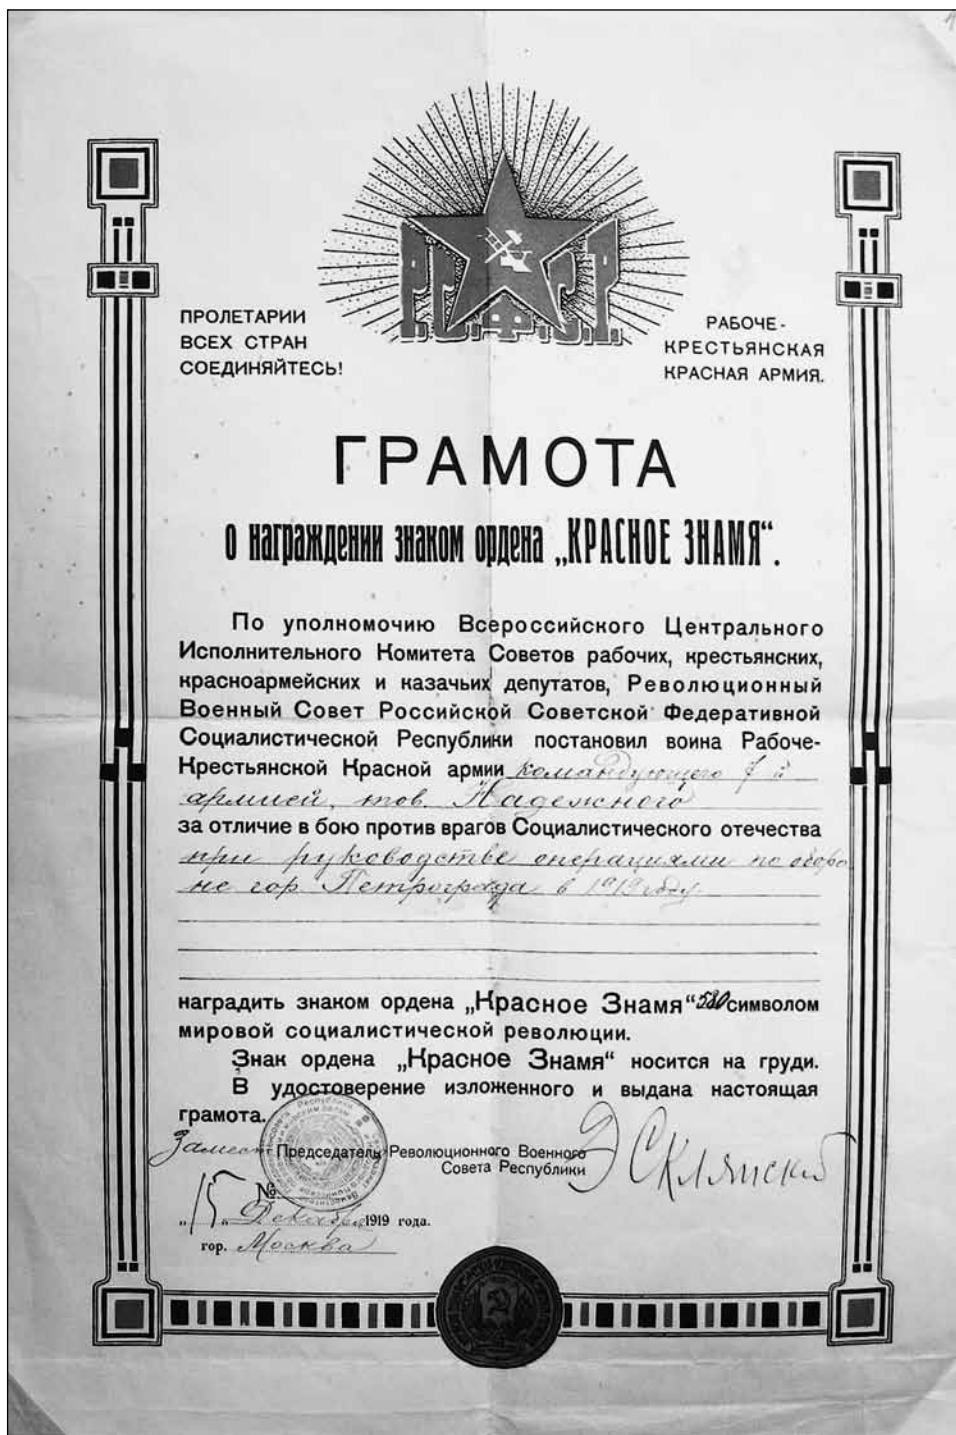 Р.С.Ф.С.Р.
ПРОЛЕТАРИИ
ВСЕХ СТРАН
СОЕДИНЯЙТЕСЬ!
РАБОЧЕ-
КРЕСТЬЯНСКАЯ
КРАСНАЯ АРМИЯ.
ГРАМОТА
о награждении знаком ордена „КРАСНОЕ ЗНАМЯ“.
По уполномочию Всероссийского Центрального
Исполнительного Комитета Советов рабочих, крестьянских,
красноармейских и казачьих депутатов, Революционный
Военный Совет Российской Советской Федеративной
Социалистической Республики постановил воина Рабоче-
Крестьянской Красной армии командующего 7 й
армией, тов. Надежного
за отличие в бою против врагов Социалистического отечества
при руководстве операциями по оборо
не гор. Петрограда в 1919 году.
наградить знаком ордена „Красное Знамя“ 580 символом
мировой социалистической революции.
Знак ордена „Красное Знамя“ носится на груди.
В удостоверение изложенного и выдана настоящая
грамота.
Замест Председатель Революционного Военного
Совета Республики
Э Склянский
№
„15„ Декабря 1919 года.
гор. Москва